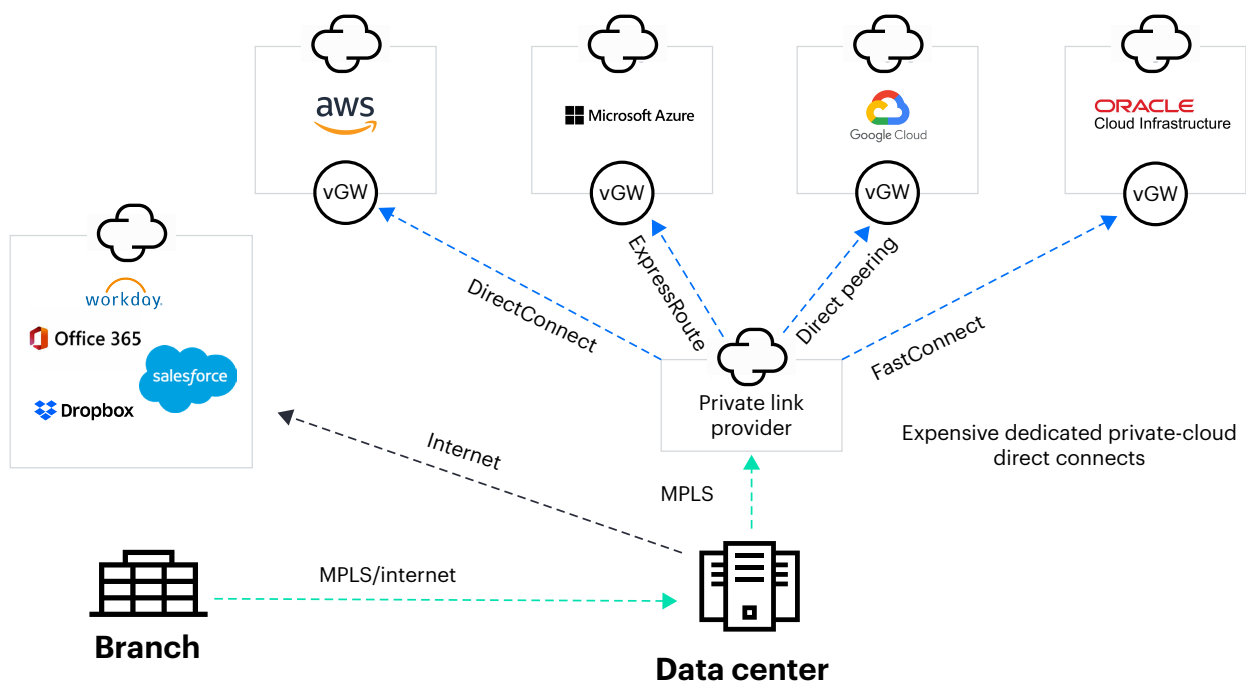 aws
Microsoft Azure
Google Cloud
ORACLE
Cloud Infrastructure
vGW
vGW
vGW
vGW
workday.
Office 365
salesforce
Dropbox
DirectConnect
ExpressRoute
Direct peering
FastConnect
Private link
provider
Expensive dedicated private-cloud
direct connects
Internet
MPLS
MPLS/internet
Branch
Data center